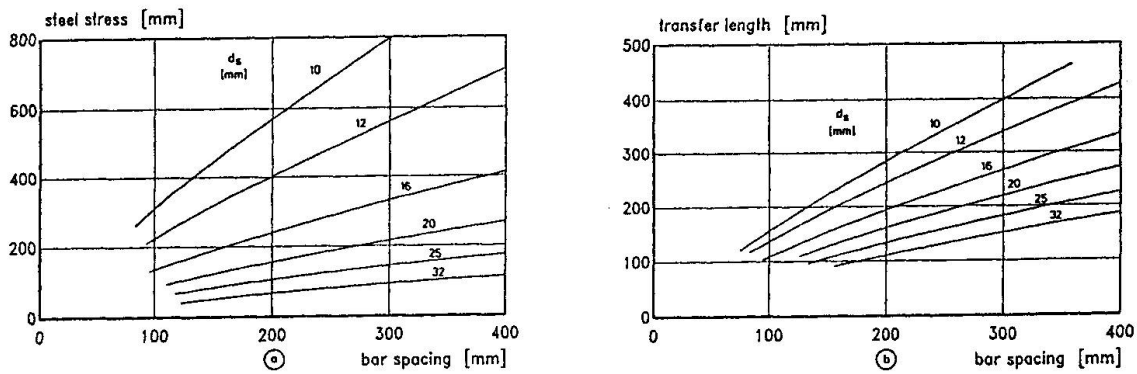 steel stress [mm]
800
600
400
200
0
d_s
[mm]
10
12
16
20
25
32
0 100 200 300 400
ⓐ bar spacing [mm]
transfer length [mm]
500
400
300
200
100
0
d_s
[mm]
10
12
16
20
25
32
0 100 200 300 400
ⓑ bar spacing [mm]